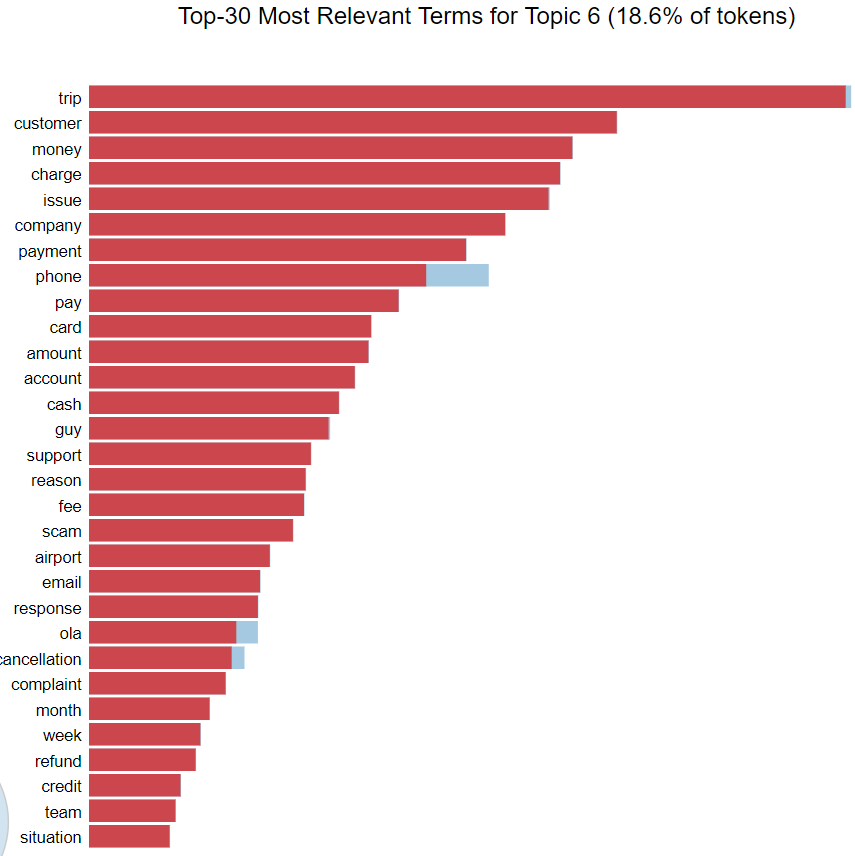 Top-30 Most Relevant Terms for Topic 6 (18.6% of tokens)
trip
customer
money
charge
issue
company
payment
phone
pay
card
amount
account
cash
guy
support
reason
fee
scam
airport
email
response
ola
cancellation
complaint
month
week
refund
credit
team
situation